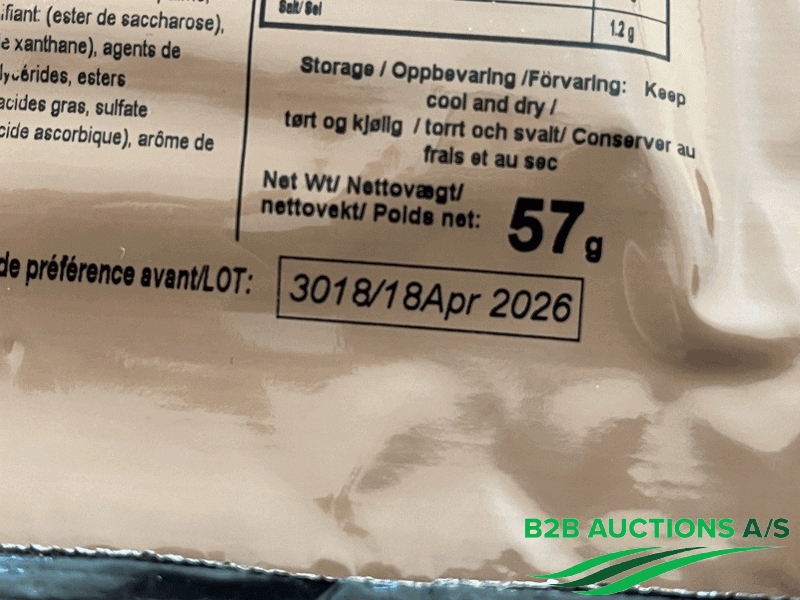 ifiant: (ester de saccharose),
xanthane), agents de
lycérides, esters
acides gras, sulfate
cide ascorbique), arôme de
Salt/ Sel
1.2 g
Storage / Oppbevaring /Förvaring: Keep
cool and dry /
tørt og kjølig / torrt och svalt/ Conserver au
frais et au sec
Net Wt/ Nettovægt/
nettovekt/ Poids net: 57g
de préférence avant/LOT: 3018/18Apr 2026
B2B AUCTIONS A/S